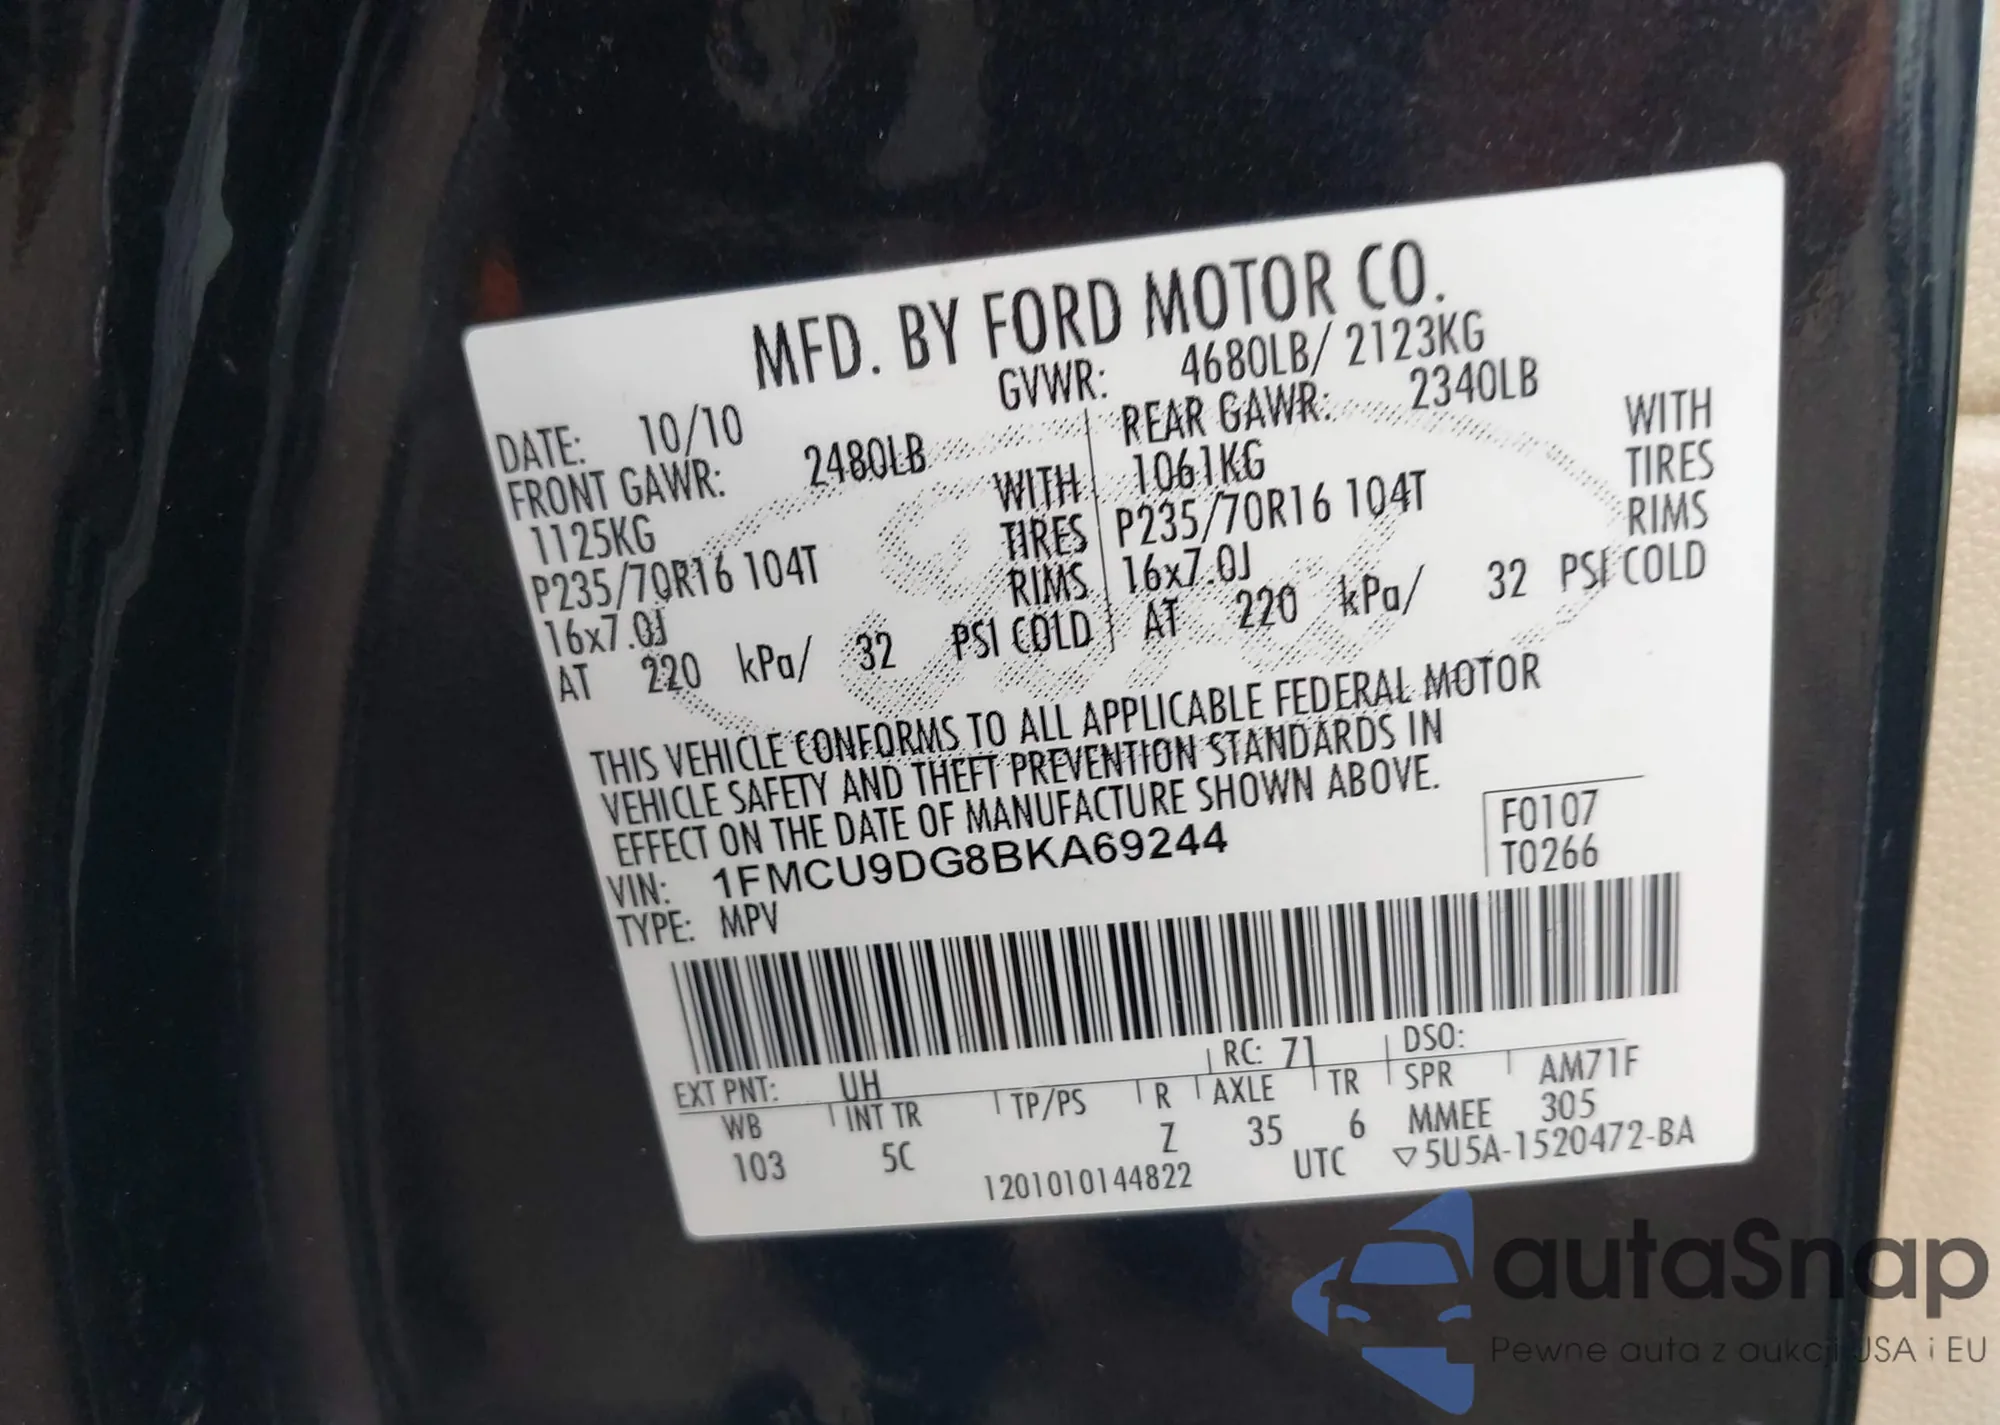 MFD. BY FORD MOTOR CO.
DATE: 10/10 GVWR: 4680LB/ 2123KG
FRONT GAWR: 2480LB REAR GAWR: 2340LB
1125KG WITH 1061KG WITH
P235/70R16 104T TIRES P235/70R16 104T TIRES
16x7.0J RIMS 16x7.0J RIMS
AT 220 kPa/ 32 PSI COLD AT 220 kPa/ 32 PSI COLD
THIS VEHICLE CONFORMS TO ALL APPLICABLE FEDERAL MOTOR
VEHICLE SAFETY AND THEFT PREVENTION STANDARDS IN
EFFECT ON THE DATE OF MANUFACTURE SHOWN ABOVE.
VIN: 1FMCU9DG8BKA69244 F0107
TYPE: MPV T0266
EXT PNT: UH RC: 71 DSO:
WB INT TR TP/PS R AXLE TR SPR AM71F
103 5C Z 35 6 MMEE 305
1201010144822 UTC ▽5U5A-1520472-BA
autaSnap
Pewne auta z aukcji USA i EU